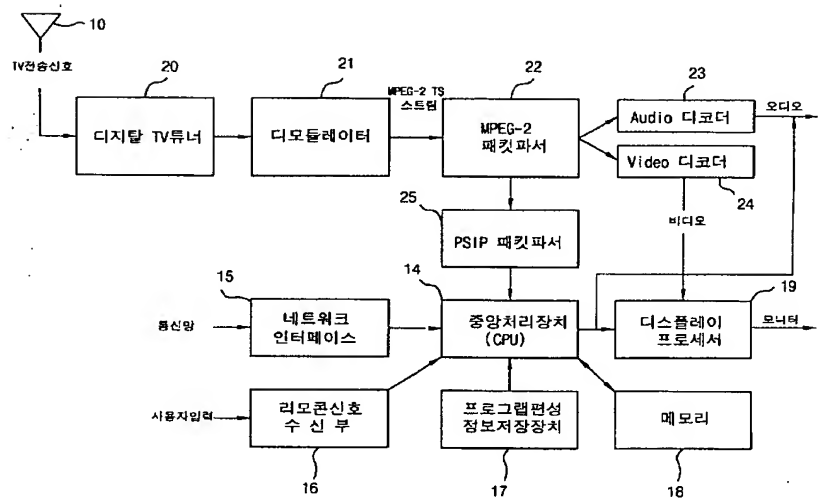 10
TV전송신호
20
디지탈 TV튜너
21
디모듈레이터
MPEG-2 TS
스트림
22
MPEG-2
패킷파서
23
Audio 디코더
오디오
Video 디코더
24
비디오
25
PSIP 패킷파서
15
네트워크
인터페이스
통신망
14
중앙처리장치
(CPU)
19
디스플레이
프로세서
모니터
사용자입력
리모콘신호
수 신 부
16
프로그램편성
정보저장장치
17
메모리
18